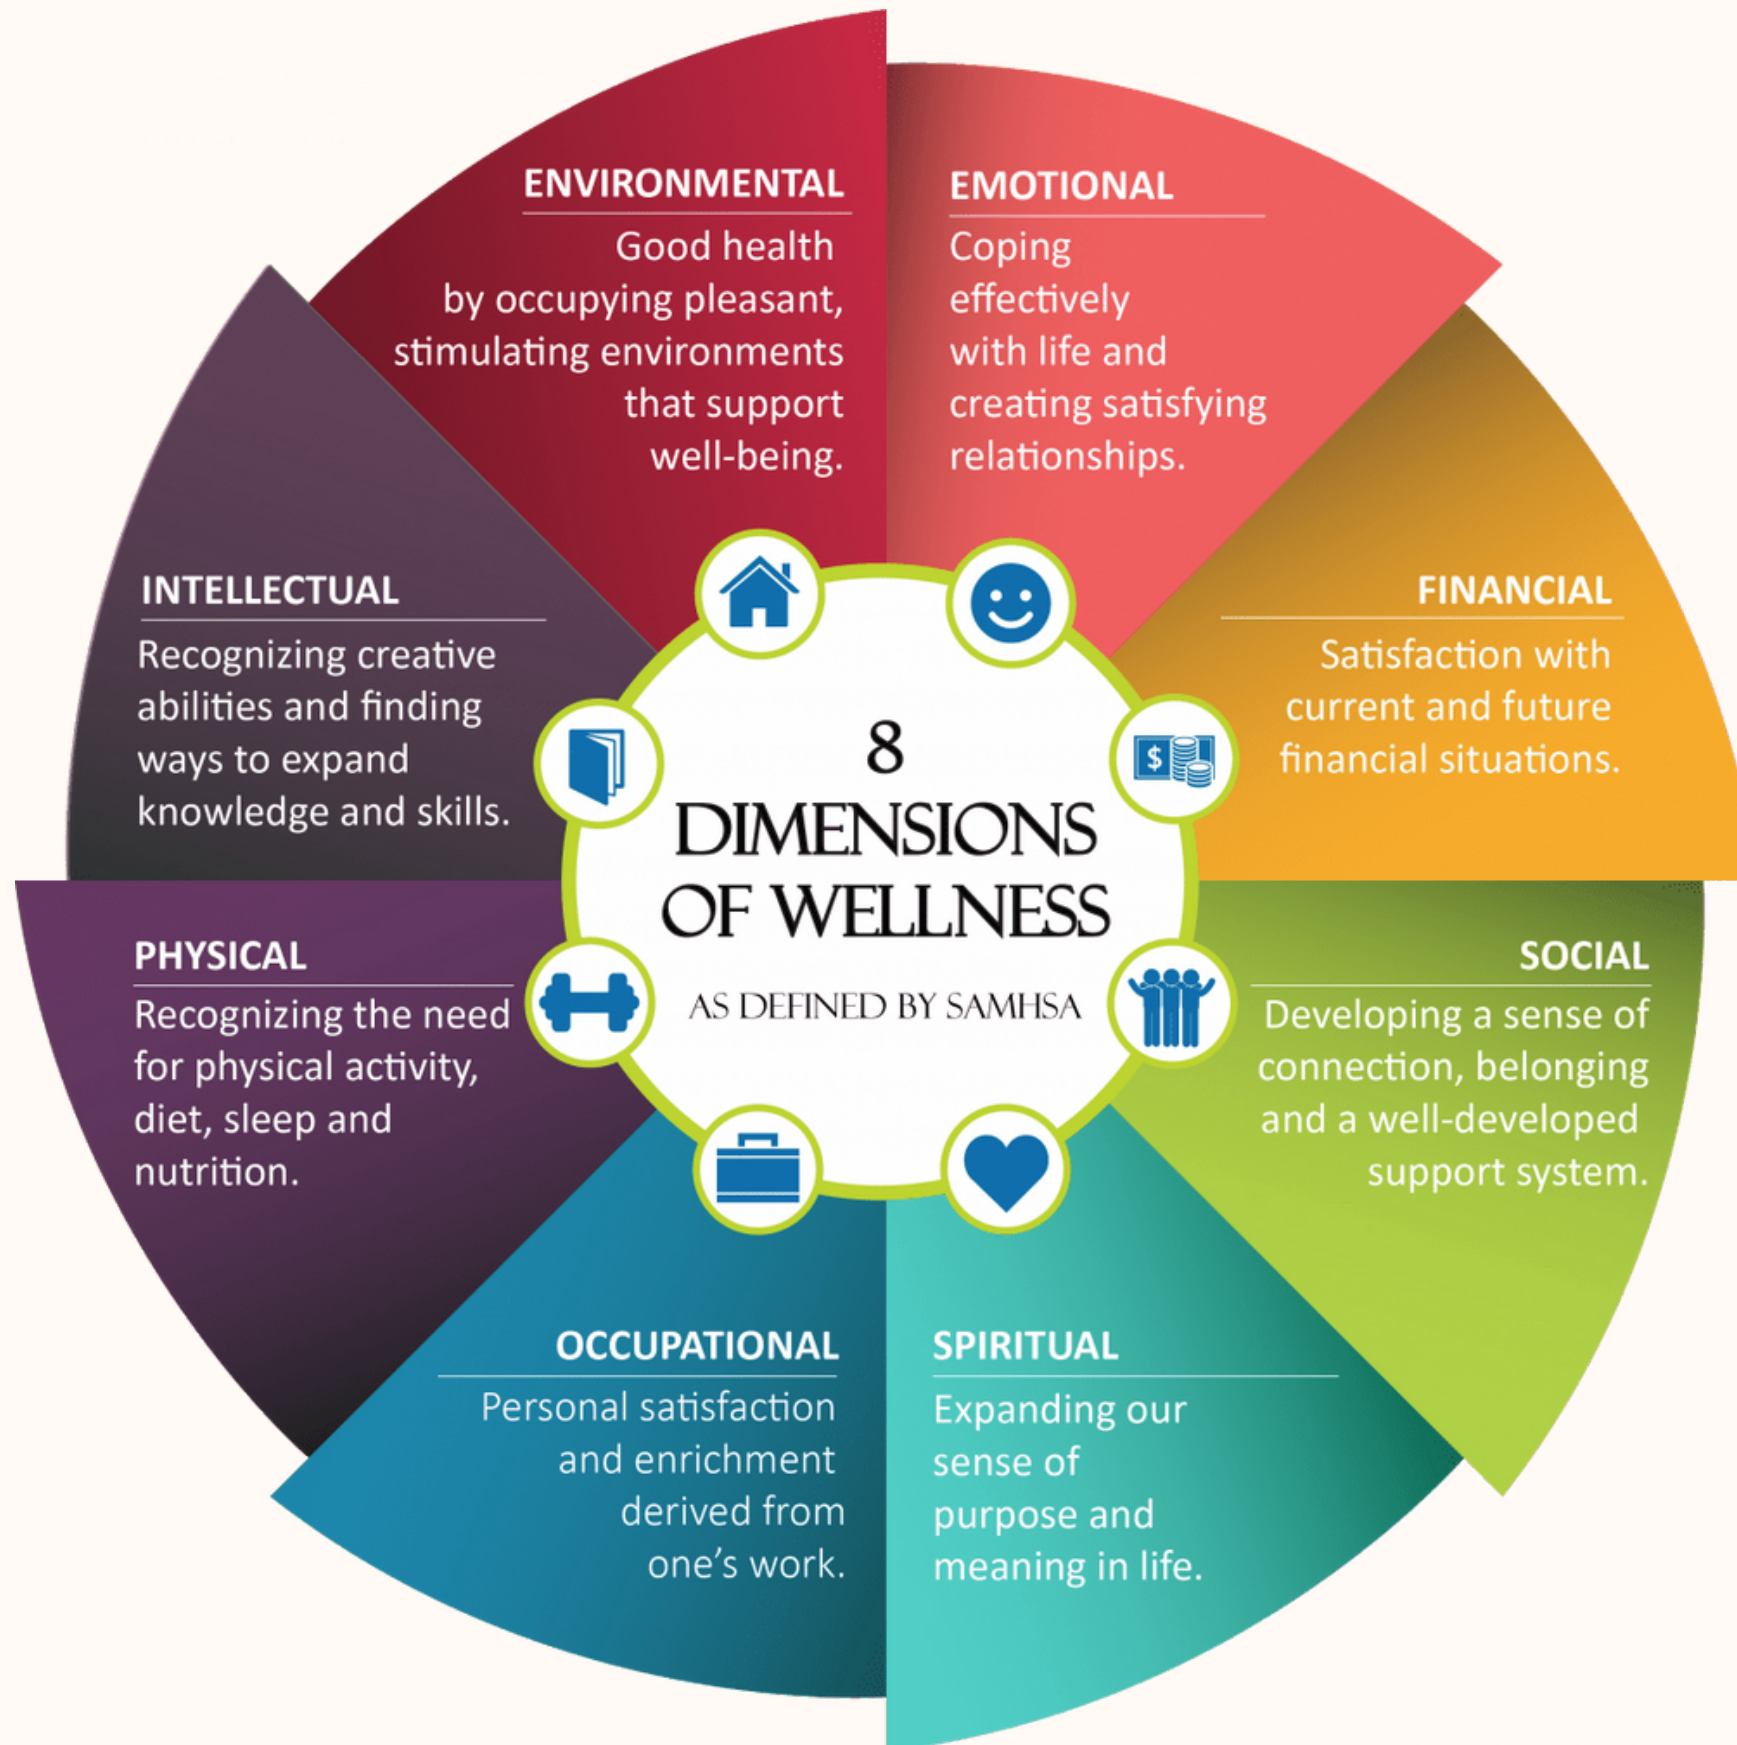 ENVIRONMENTAL
Good health
by occupying pleasant,
stimulating environments
that support
well-being.
EMOTIONAL
Coping
effectively
with life and
creating satisfying
relationships.
FINANCIAL
Satisfaction with
current and future
financial situations.
SOCIAL
Developing a sense of
connection, belonging
and a well-developed
support system.
SPIRITUAL
Expanding our
sense of
purpose and
meaning in life.
OCCUPATIONAL
Personal satisfaction
and enrichment
derived from
one's work.
PHYSICAL
Recognizing the need
for physical activity,
diet, sleep and
nutrition.
INTELLECTUAL
Recognizing creative
abilities and finding
ways to expand
knowledge and skills.
$
8
DIMENSIONS
OF WELLNESS
AS DEFINED BY SAMHSA